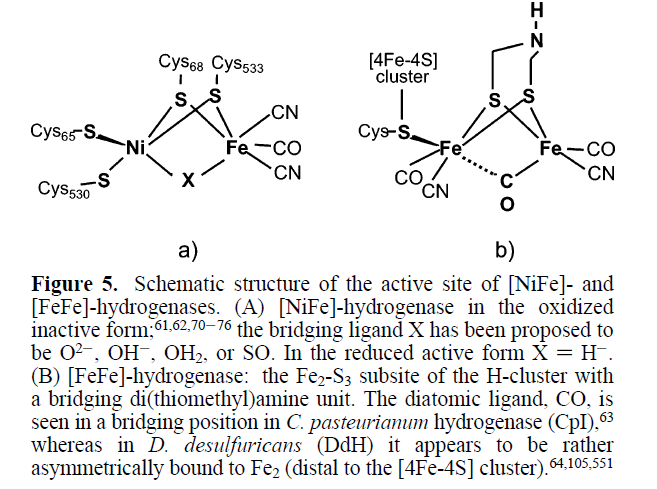 Cys68 Cys533
S S
Cys65-S
CN
Ni Fe CO
CN
Cys530-S X
a)
H
N
[4Fe-4S]
cluster
S S
Cys-S
Fe Fe CO
CO CN C CN
O
b)
Figure 5. Schematic structure of the active site of [NiFe]- and
[FeFe]-hydrogenases. (A) [NiFe]-hydrogenase in the oxidized
inactive form;61,62,70−76 the bridging ligand X has been proposed to
be O2−, OH−, OH2, or SO. In the reduced active form X = H−.
(B) [FeFe]-hydrogenase: the Fe2-S3 subsite of the H-cluster with
a bridging di(thiomethyl)amine unit. The diatomic ligand, CO, is
seen in a bridging position in C. pasteurianum hydrogenase (CpI),63
whereas in D. desulfuricans (DdH) it appears to be rather
asymmetrically bound to Fe2 (distal to the [4Fe-4S] cluster).64,105,551